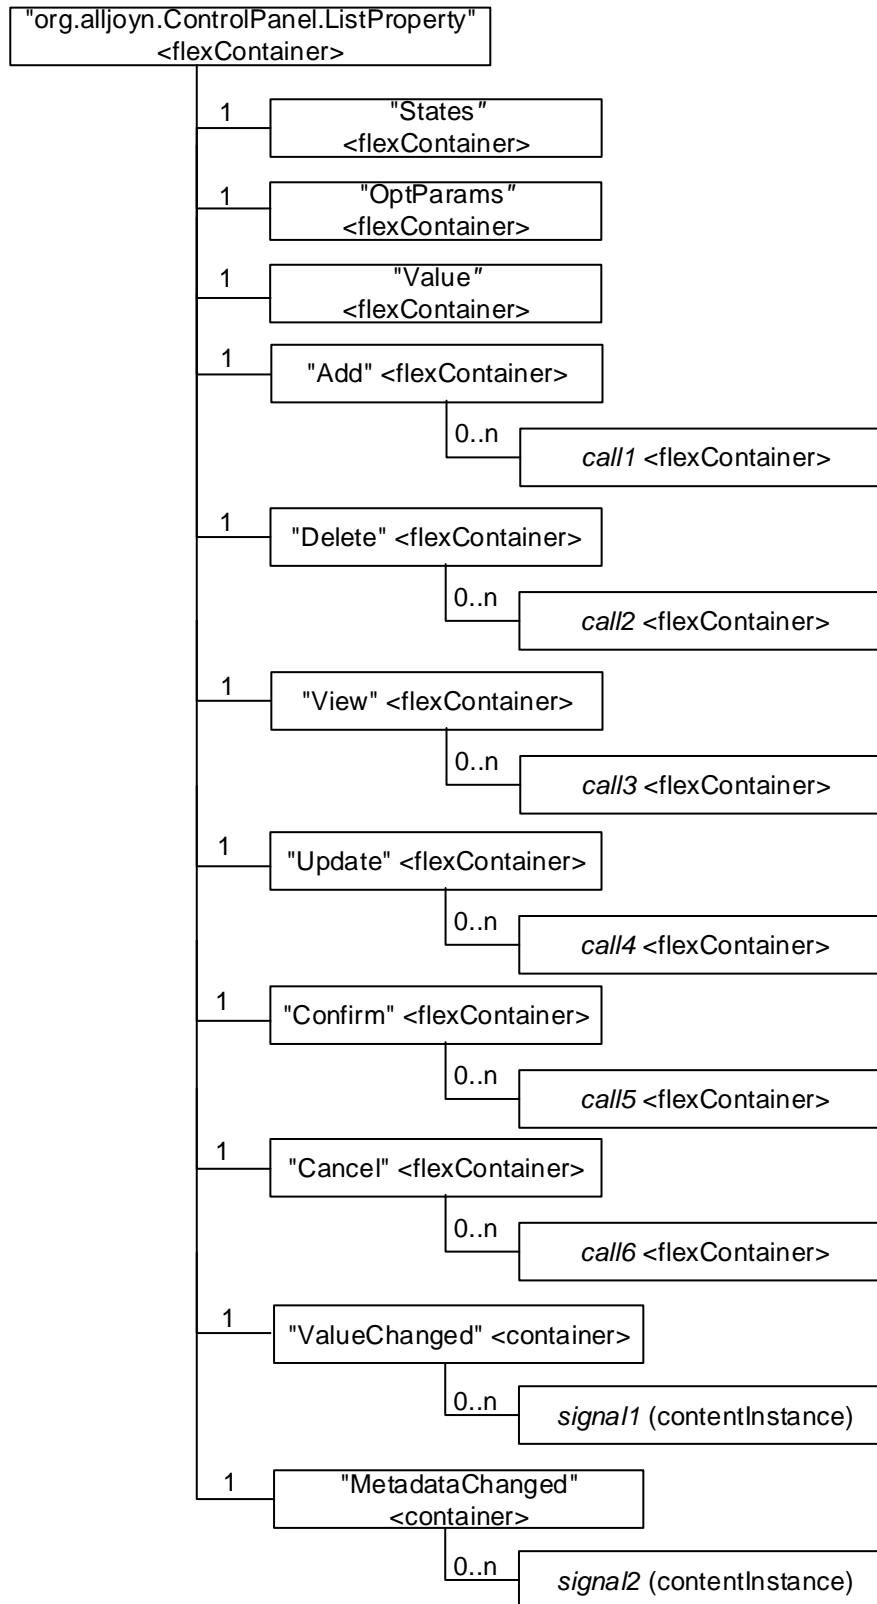 "org.alljoyn.ControlPanel.ListProperty"
<flexContainer>
1
"States"
<flexContainer>
1
"OptParams"
<flexContainer>
1
"Value"
<flexContainer>
1
"Add" <flexContainer>
0..n
call1 <flexContainer>
1
"Delete" <flexContainer>
0..n
call2 <flexContainer>
1
"View" <flexContainer>
0..n
call3 <flexContainer>
1
"Update" <flexContainer>
0..n
call4 <flexContainer>
1
"Confirm" <flexContainer>
0..n
call5 <flexContainer>
1
"Cancel" <flexContainer>
0..n
call6 <flexContainer>
1
"ValueChanged" <container>
0..n
signal1 (contentInstance)
1
"MetadataChanged"
<container>
0..n
signal2 (contentInstance)